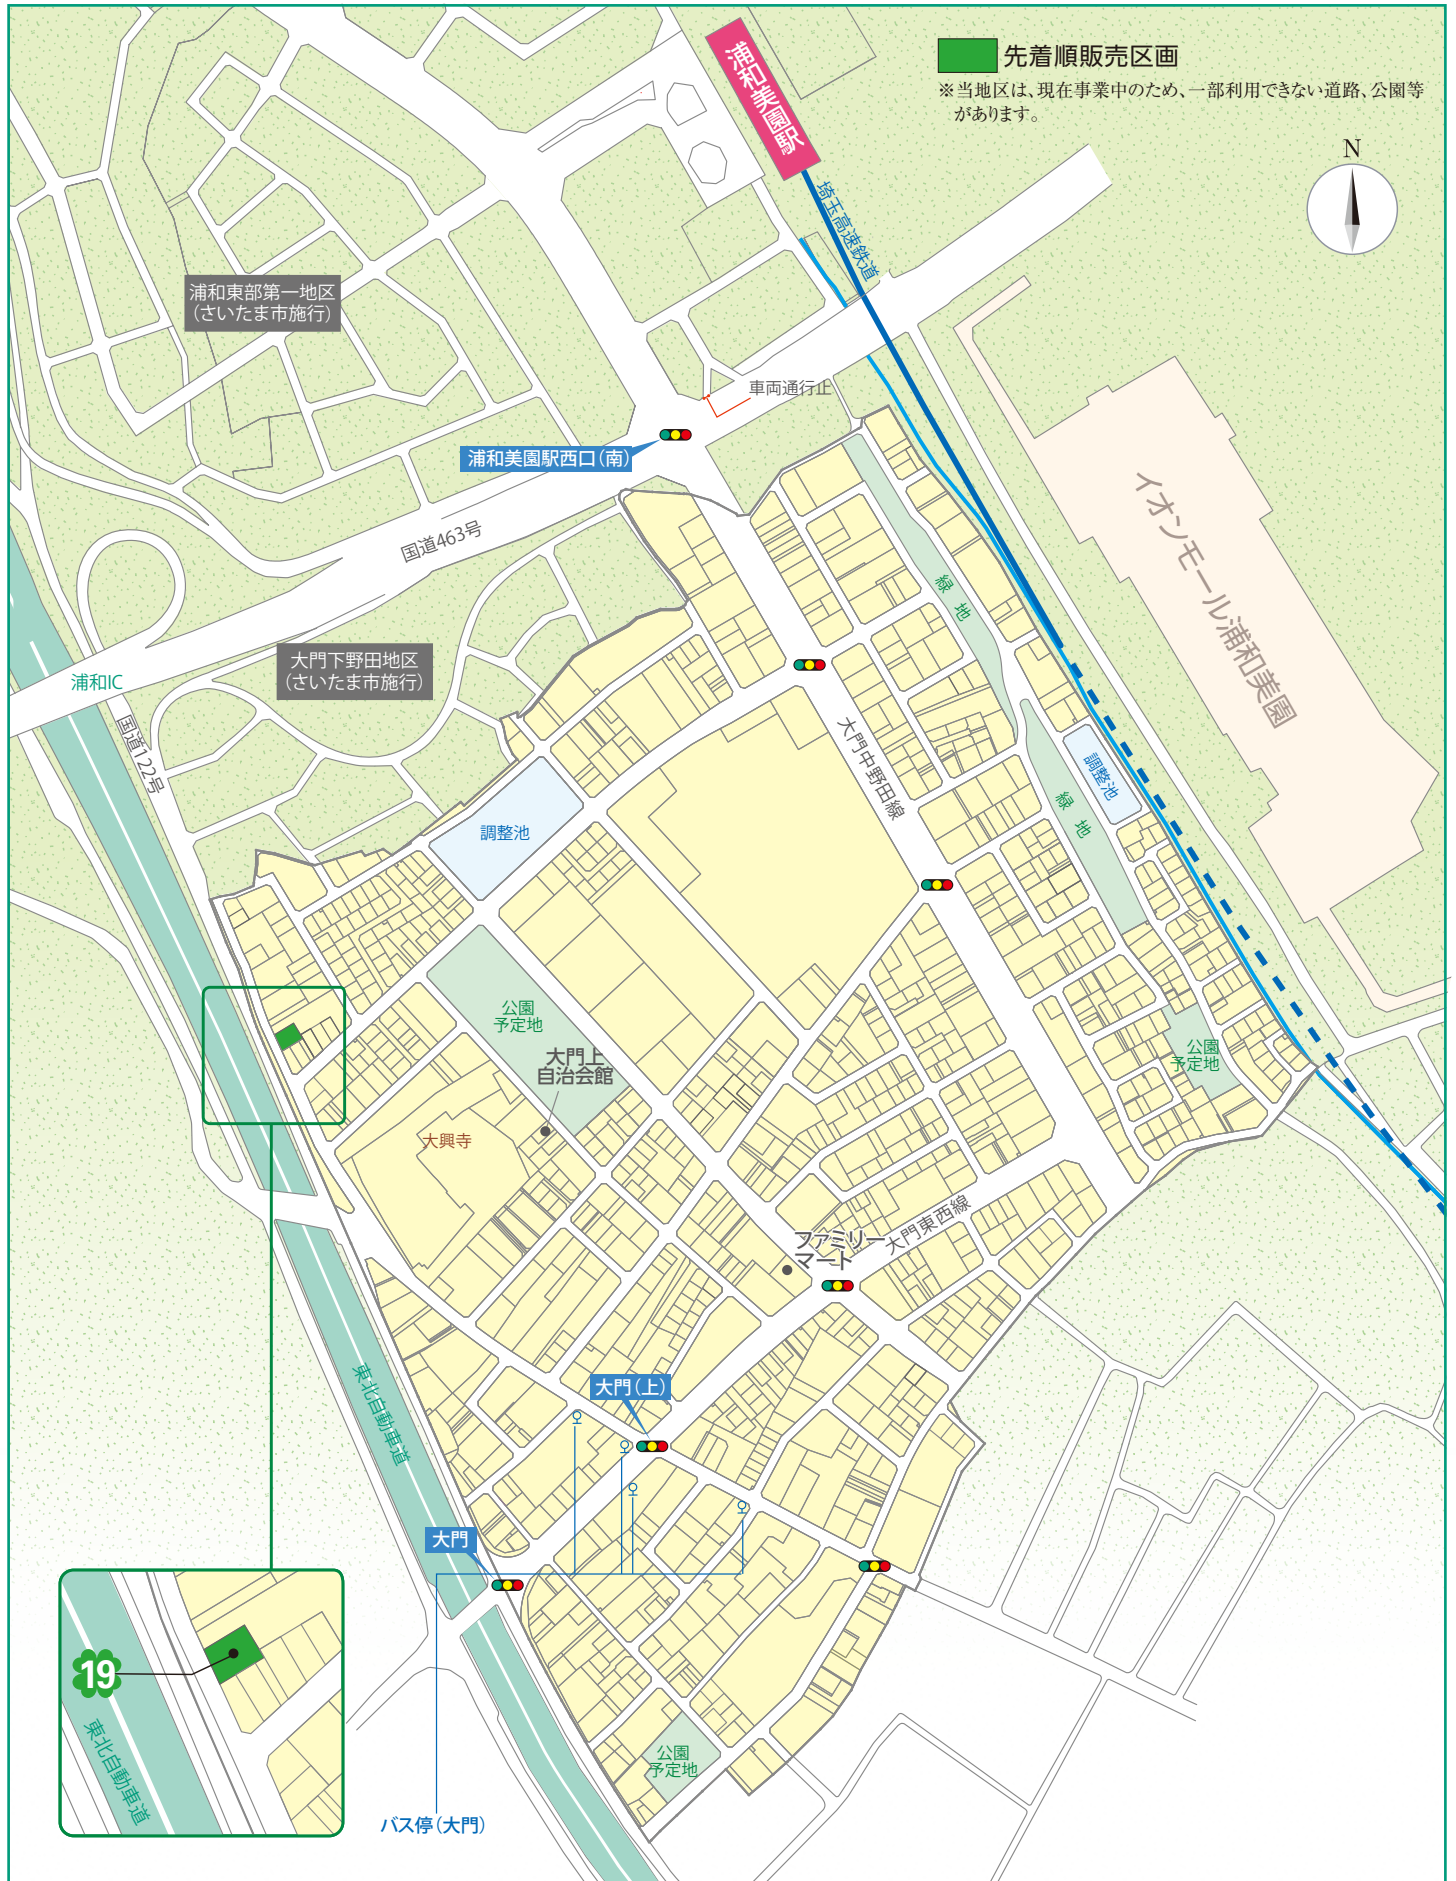 浦和美園駅
先着順販売区画
※当地区は、現在事業中のため、一部利用できない道路、公園等
があります。
N
埼玉高速鉄道
浦和東部第一地区
(さいたま市施行)
車両通行止
浦和美園駅西口(南)
国道463号
イオンモール浦和美園
緑地
大門下野田地区
(さいたま市施行)
浦和IC
国道122号
大門中野田線
調整池
緑地
調整池
公園
予定地
大門上
自治会館
公園
予定地
大興寺
大門東西線
ファミリー
マート
東北自動車道
大門(上)
大門
19
東北自動車道
公園
予定地
バス停(大門)